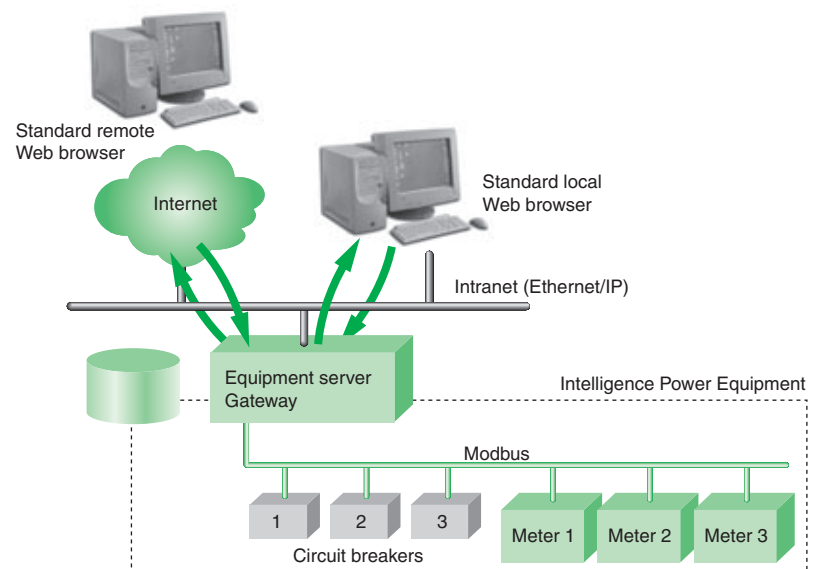 Standard remote
Web browser
Internet
Standard local
Web browser
Intranet (Ethernet/IP)
Equipment server
Gateway
Intelligence Power Equipment
Modbus
1
2
3
Circuit breakers
Meter 1
Meter 2
Meter 3